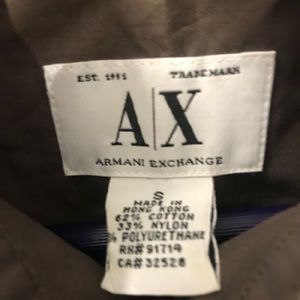 EST. 1991 TRADEMARK
A|X
ARMANI EXCHANGE
S
MADE IN
HONG KONG
62% COTTON
33% NYLON
% POLYURETHANE
RN#91714
CA#32528